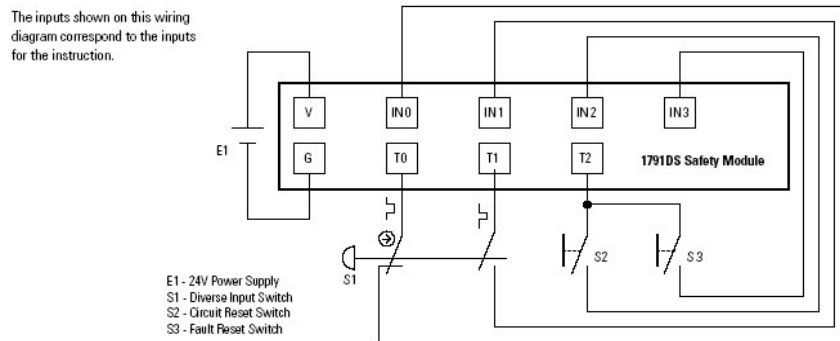 The inputs shown on this wiring
diagram correspond to the inputs
for the instruction.
V
IN0
IN1
IN2
IN3
E1
G
T0
T1
T2
1791DS Safety Module
S1
S2
S3
E1 - 24V Power Supply
S1 - Diverse Input Switch
S2 - Circuit Reset Switch
S3 - Fault Reset Switch